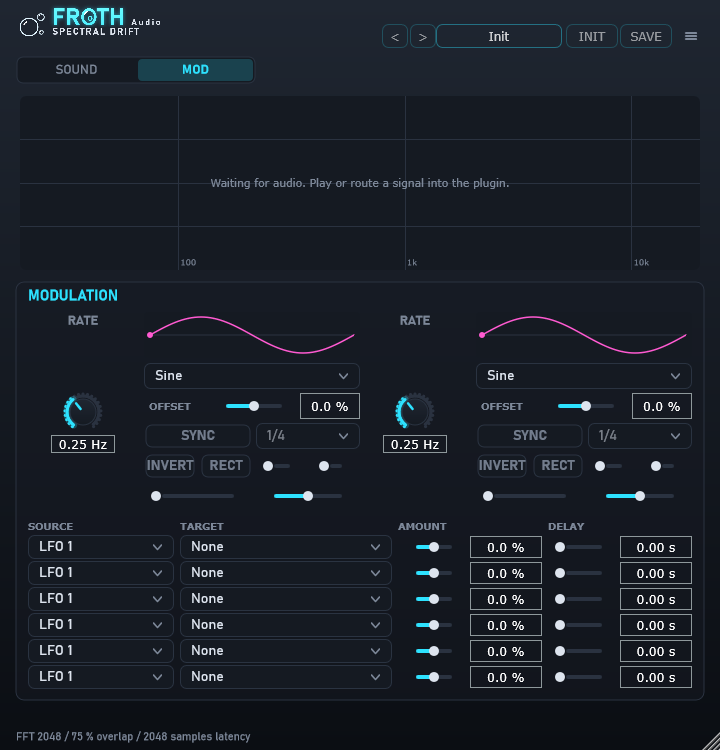 FROTH Audio
SPECTRAL DRIFT
< > Init INIT SAVE
SOUND MOD
Waiting for audio. Play or route a signal into the plugin.
100 1k 10k
MODULATION
RATE RATE
Sine Sine
OFFSET 0.0 % OFFSET 0.0 %
SYNC 1/4 SYNC 1/4
0.25 Hz 0.25 Hz
INVERT RECT INVERT RECT
SOURCE TARGET AMOUNT DELAY
LFO 1 None 0.0 % 0.00 s
LFO 1 None 0.0 % 0.00 s
LFO 1 None 0.0 % 0.00 s
LFO 1 None 0.0 % 0.00 s
LFO 1 None 0.0 % 0.00 s
LFO 1 None 0.0 % 0.00 s
FFT 2048 / 75 % overlap / 2048 samples latency